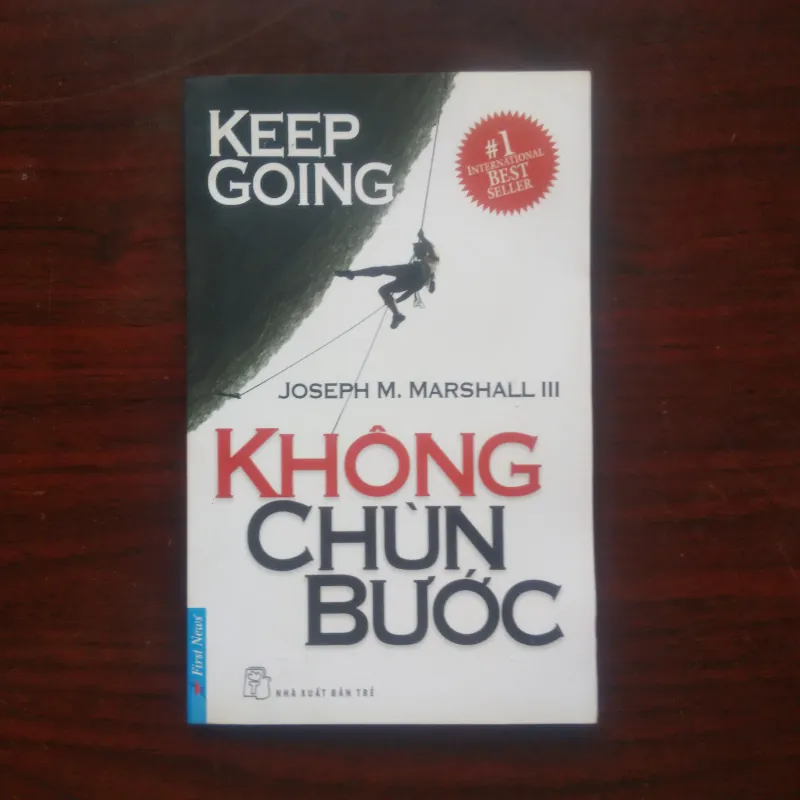 KEEP
GOING
#1
INTERNATIONAL
BEST
SELLER
JOSEPH M. MARSHALL III
KHÔNG
CHÙN
BƯỚC
First News
NHÀ XUẤT BẢN TRẺ